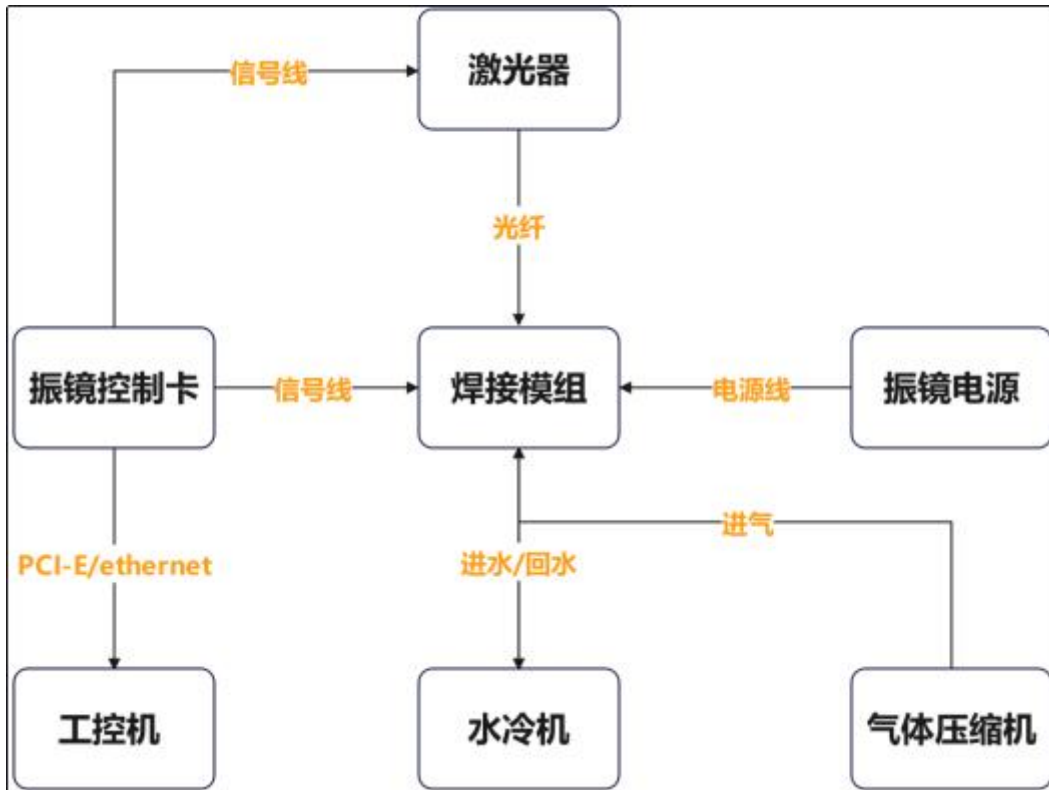 激光器
信号线
光纤
振镜控制卡
信号线
焊接模组
电源线
振镜电源
进气
PCI-E/ethernet
进水/回水
工控机
水冷机
气体压缩机